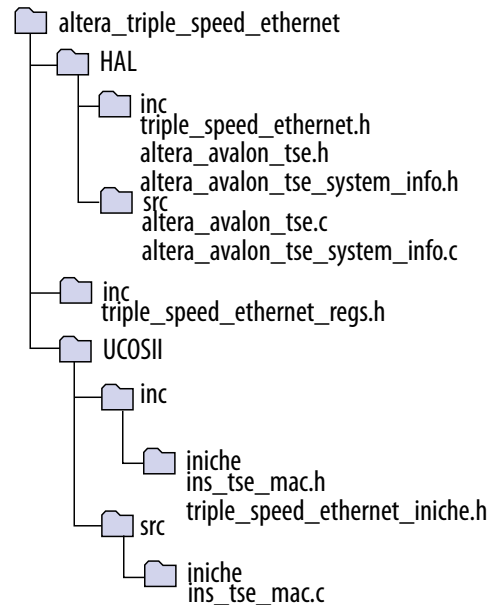 altera_triple_speed_ethernet
HAL
inc
triple_speed_ethernet.h
altera_avalon_tse.h
altera_avalon_tse_system_info.h
src
altera_avalon_tse.c
altera_avalon_tse_system_info.c
inc
triple_speed_ethernet_regs.h
UCOSII
inc
iniche
ins_tse_mac.h
triple_speed_ethernet_iniche.h
src
iniche
ins_tse_mac.c